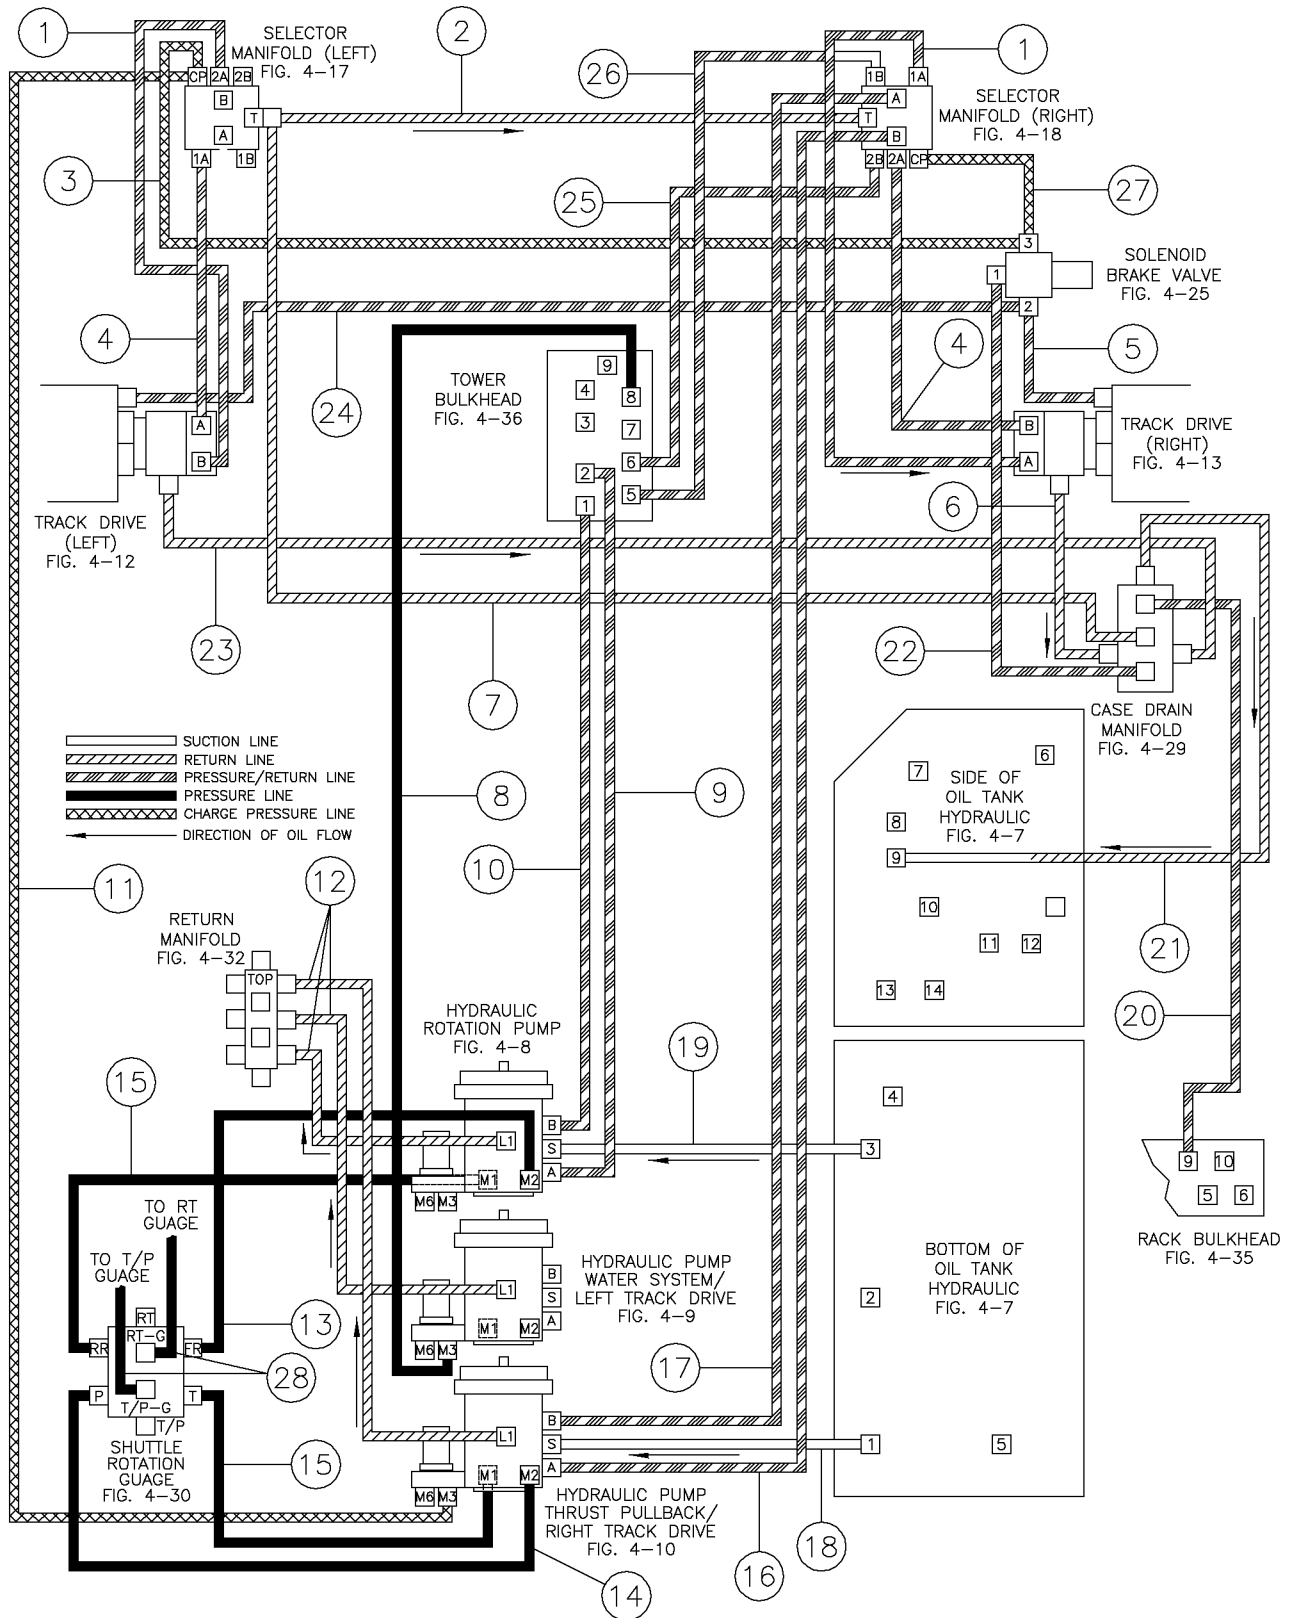 1
SELECTOR
MANIFOLD (LEFT)
FIG. 4-17
2
26
1
CP 2A 2B
B
A
T
1A 1B
1B 1A
A
T
B
2B 2A CP
SELECTOR
MANIFOLD (RIGHT)
FIG. 4-18
3
25
27
3
1
2
SOLENOID
BRAKE VALVE
FIG. 4-25
4
24
TOWER
BULKHEAD
FIG. 4-36
9
4
8
3
7
6
2
5
1
4
5
A
B
TRACK DRIVE
(LEFT)
FIG. 4-12
B
A
TRACK DRIVE
(RIGHT)
FIG. 4-13
6
23
7
22
CASE DRAIN
MANIFOLD
FIG. 4-29
SUCTION LINE
RETURN LINE
PRESSURE/RETURN LINE
PRESSURE LINE
CHARGE PRESSURE LINE
DIRECTION OF OIL FLOW
8
9
10
6
7
SIDE OF
OIL TANK
HYDRAULIC
FIG. 4-7
8
9
10
11 12
13 14
11
12
RETURN
MANIFOLD
FIG. 4-32
TOP
21
20
HYDRAULIC
ROTATION PUMP
FIG. 4-8
19
15
B
L1
S
A
M1 M2
M6 M3
4
3
9 10
5 6
RACK BULKHEAD
FIG. 4-35
TO RT
GUAGE
TO T/P
GUAGE
HYDRAULIC PUMP
WATER SYSTEM/
LEFT TRACK DRIVE
FIG. 4-9
B
L1
S
A
M1 M2
M6 M3
BOTTOM OF
OIL TANK
HYDRAULIC
FIG. 4-7
2
RT
RT-G
RR FR
13
28
P T
T/P-G
T/P
SHUTTLE
ROTATION
GUAGE
FIG. 4-30
15
17
B
L1
S
A
M1 M2
M6 M3
1
5
HYDRAULIC PUMP
THRUST PULLBACK/
RIGHT TRACK DRIVE
FIG. 4-10
14
16
18